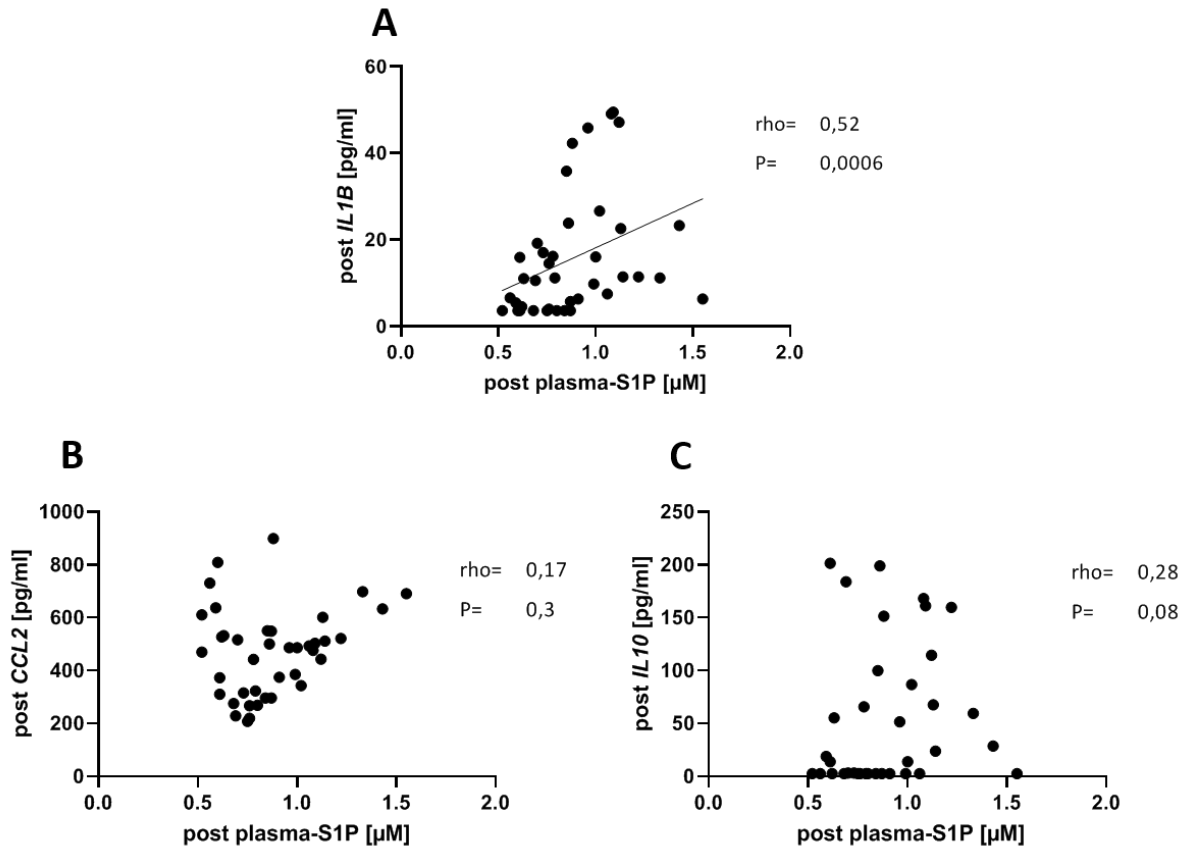 A
60
40
20
0
post IL1B [pg/ml]
0.0 0.5 1.0 1.5 2.0
post plasma-S1P [µM]
rho= 0,52
P= 0,0006
B
1000
800
600
400
200
0
post CCL2 [pg/ml]
0.0 0.5 1.0 1.5 2.0
post plasma-S1P [µM]
rho= 0,17
P= 0,3
C
250
200
150
100
50
0
post IL10 [pg/ml]
0.0 0.5 1.0 1.5 2.0
post plasma-S1P [µM]
rho= 0,28
P= 0,08